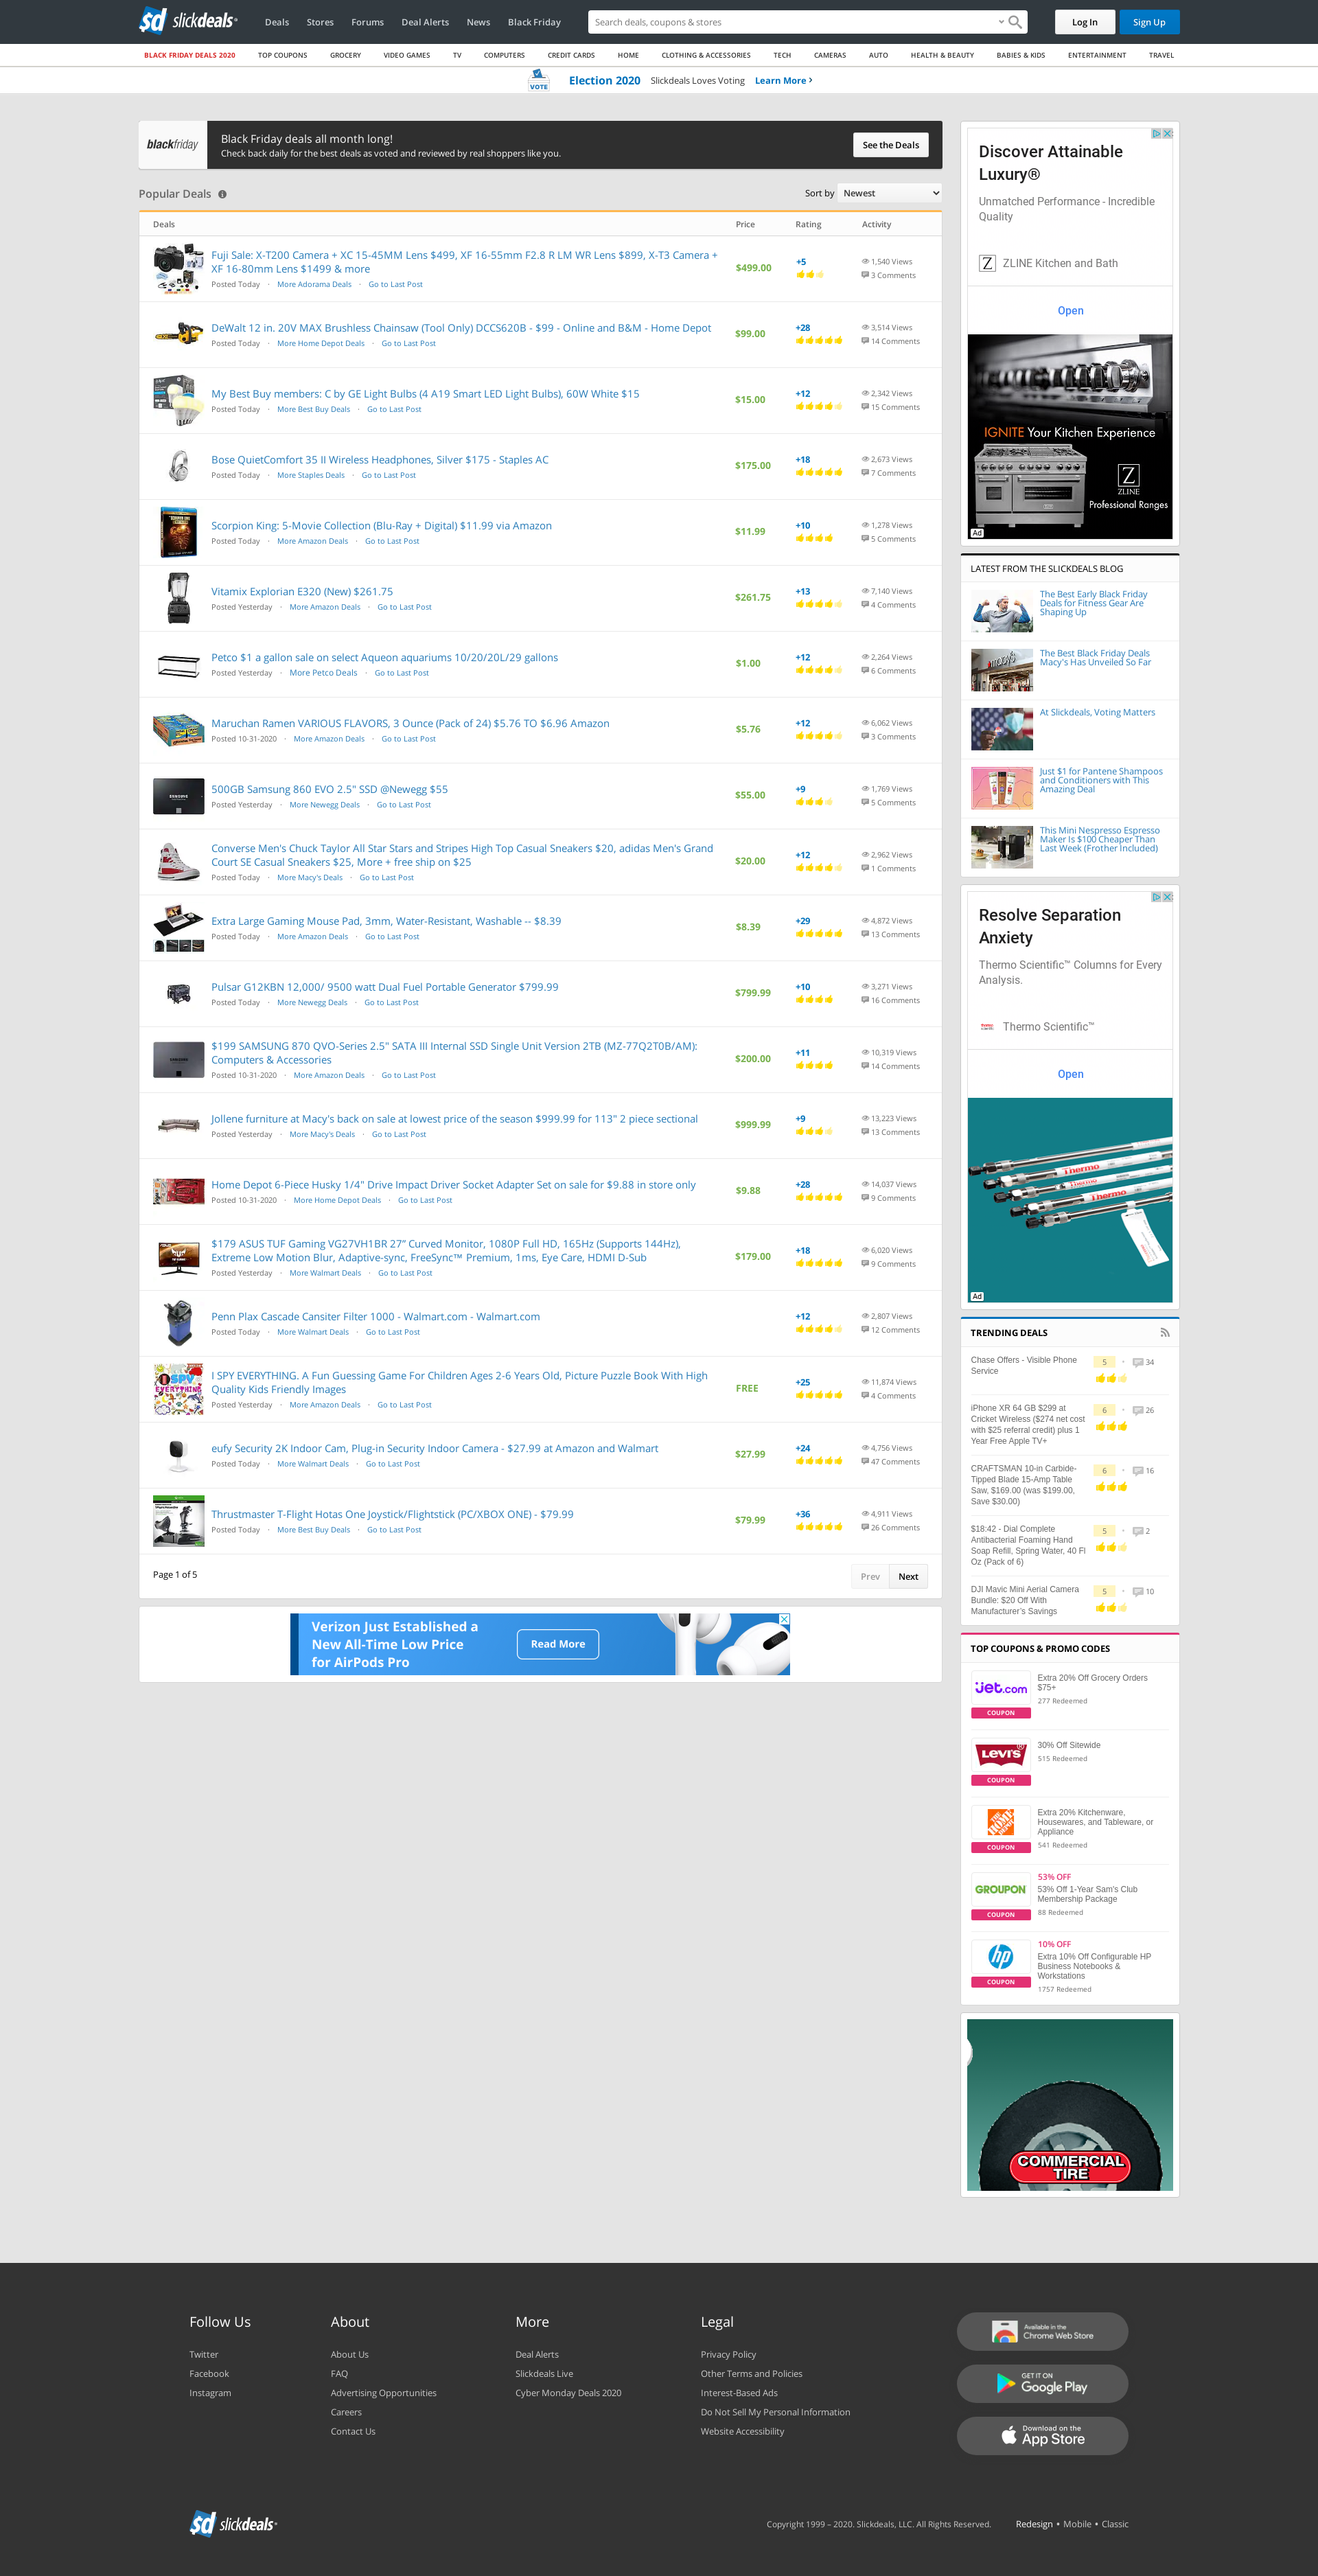 slickdeals
Deals
Stores
Forums
Deal Alerts
News
Black Friday
Search deals, coupons & stores
Log In
Sign Up
BLACK FRIDAY DEALS 2020
TOP COUPONS
GROCERY
VIDEO GAMES
TV
COMPUTERS
CREDIT CARDS
HOME
CLOTHING & ACCESSORIES
TECH
CAMERAS
AUTO
HEALTH & BEAUTY
BABIES & KIDS
ENTERTAINMENT
TRAVEL
VOTE
Election 2020 Slickdeals Loves Voting Learn More
blackfriday
Black Friday deals all month long!
Check back daily for the best deals as voted and reviewed by real shoppers like you.
See the Deals
Popular Deals
Sort by Newest
Deals Price Rating Activity
Fuji Sale: X-T200 Camera + XC 15-45MM Lens $499, XF 16-55mm F2.8 R LM WR Lens $899, X-T3 Camera +
XF 16-80mm Lens $1499 & more
Posted Today · More Adorama Deals · Go to Last Post
$499.00
+5
1,540 Views
3 Comments
DeWalt 12 in. 20V MAX Brushless Chainsaw (Tool Only) DCCS620B - $99 - Online and B&M - Home Depot
Posted Today · More Home Depot Deals · Go to Last Post
$99.00
+28
3,514 Views
14 Comments
My Best Buy members: C by GE Light Bulbs (4 A19 Smart LED Light Bulbs), 60W White $15
Posted Today · More Best Buy Deals · Go to Last Post
$15.00
+12
2,342 Views
15 Comments
Bose QuietComfort 35 II Wireless Headphones, Silver $175 - Staples AC
Posted Today · More Staples Deals · Go to Last Post
$175.00
+18
2,673 Views
7 Comments
Scorpion King: 5-Movie Collection (Blu-Ray + Digital) $11.99 via Amazon
Posted Today · More Amazon Deals · Go to Last Post
$11.99
+10
1,278 Views
5 Comments
Vitamix Explorian E320 (New) $261.75
Posted Yesterday · More Amazon Deals · Go to Last Post
$261.75
+13
7,140 Views
4 Comments
Petco $1 a gallon sale on select Aqueon aquariums 10/20/20L/29 gallons
Posted Yesterday · More Petco Deals · Go to Last Post
$1.00
+12
2,264 Views
6 Comments
Maruchan Ramen VARIOUS FLAVORS, 3 Ounce (Pack of 24) $5.76 TO $6.96 Amazon
Posted 10-31-2020 · More Amazon Deals · Go to Last Post
$5.76
+12
6,062 Views
3 Comments
SAMSUNG
500GB Samsung 860 EVO 2.5" SSD @Newegg $55
Posted Yesterday · More Newegg Deals · Go to Last Post
$55.00
+9
1,769 Views
5 Comments
Converse Men's Chuck Taylor All Star Stars and Stripes High Top Casual Sneakers $20, adidas Men's Grand
Court SE Casual Sneakers $25, More + free ship on $25
Posted Today · More Macy's Deals · Go to Last Post
$20.00
+12
2,962 Views
1 Comments
Extra Large Gaming Mouse Pad, 3mm, Water-Resistant, Washable -- $8.39
Posted Today · More Amazon Deals · Go to Last Post
$8.39
+29
4,872 Views
13 Comments
Pulsar G12KBN 12,000/ 9500 watt Dual Fuel Portable Generator $799.99
Posted Today · More Newegg Deals · Go to Last Post
$799.99
+10
3,271 Views
16 Comments
SAMSUNG
$199 SAMSUNG 870 QVO-Series 2.5" SATA III Internal SSD Single Unit Version 2TB (MZ-77Q2T0B/AM):
Computers & Accessories
Posted 10-31-2020 · More Amazon Deals · Go to Last Post
$200.00
+11
10,319 Views
14 Comments
Jollene furniture at Macy's back on sale at lowest price of the season $999.99 for 113" 2 piece sectional
Posted Yesterday · More Macy's Deals · Go to Last Post
$999.99
+9
13,223 Views
13 Comments
Home Depot 6-Piece Husky 1/4" Drive Impact Driver Socket Adapter Set on sale for $9.88 in store only
Posted 10-31-2020 · More Home Depot Deals · Go to Last Post
$9.88
+28
14,037 Views
9 Comments
$179 ASUS TUF Gaming VG27VH1BR 27” Curved Monitor, 1080P Full HD, 165Hz (Supports 144Hz),
Extreme Low Motion Blur, Adaptive-sync, FreeSync™ Premium, 1ms, Eye Care, HDMI D-Sub
Posted Yesterday · More Walmart Deals · Go to Last Post
$179.00
+18
6,020 Views
9 Comments
Penn Plax Cascade Cansiter Filter 1000 - Walmart.com - Walmart.com
Posted Today · More Walmart Deals · Go to Last Post
+12
2,807 Views
12 Comments
I SPY EVERYTHING
I SPY EVERYTHING. A Fun Guessing Game For Children Ages 2-6 Years Old, Picture Puzzle Book With High
Quality Kids Friendly Images
Posted Yesterday · More Amazon Deals · Go to Last Post
FREE
+25
11,874 Views
4 Comments
eufy Security 2K Indoor Cam, Plug-in Security Indoor Camera - $27.99 at Amazon and Walmart
Posted Today · More Walmart Deals · Go to Last Post
$27.99
+24
4,756 Views
47 Comments
Thrustmaster T-Flight Hotas One Joystick/Flightstick (PC/XBOX ONE) - $79.99
Posted Today · More Best Buy Deals · Go to Last Post
$79.99
+36
4,911 Views
26 Comments
Page 1 of 5
Prev
Next
Verizon Just Established a
New All-Time Low Price
for AirPods Pro
Read More
Discover Attainable
Luxury®
Unmatched Performance - Incredible
Quality
Z
ZLINE Kitchen and Bath
Open
IGNITE Your Kitchen Experience
Z
ZLINE
Professional Ranges
Ad
LATEST FROM THE SLICKDEALS BLOG
The Best Early Black Friday
Deals for Fitness Gear Are
Shaping Up
The Best Black Friday Deals
Macy's Has Unveiled So Far
At Slickdeals, Voting Matters
Just $1 for Pantene Shampoos
and Conditioners with This
Amazing Deal
This Mini Nespresso Espresso
Maker Is $100 Cheaper Than
Last Week (Frother Included)
Resolve Separation
Anxiety
Thermo Scientific™ Columns for Every
Analysis.
Thermo Scientific™
Open
Thermo
Thermo
Thermo
Ad
TRENDING DEALS
Chase Offers - Visible Phone
Service
5 · 34
iPhone XR 64 GB $299 at
Cricket Wireless ($274 net cost
with $25 referral credit) plus 1
Year Free Apple TV+
6 · 26
CRAFTSMAN 10-in Carbide-
Tipped Blade 15-Amp Table
Saw, $169.00 (was $199.00,
Save $30.00)
6 · 16
$18:42 - Dial Complete
Antibacterial Foaming Hand
Soap Refill, Spring Water, 40 Fl
Oz (Pack of 6)
5 · 2
DJI Mavic Mini Aerial Camera
Bundle: $20 Off With
Manufacturer's Savings
5 · 10
TOP COUPONS & PROMO CODES
jet.com
COUPON
Extra 20% Off Grocery Orders
$75+
277 Redeemed
LEVI'S
COUPON
30% Off Sitewide
515 Redeemed
COUPON
Extra 20% Kitchenware,
Housewares, and Tableware, or
Appliance
541 Redeemed
GROUPON
COUPON
53% OFF
53% Off 1-Year Sam's Club
Membership Package
88 Redeemed
hp
COUPON
10% OFF
Extra 10% Off Configurable HP
Business Notebooks &
Workstations
1757 Redeemed
COMMERCIAL
TIRE
Follow Us
Twitter
Facebook
Instagram
About
About Us
FAQ
Advertising Opportunities
Careers
Contact Us
More
Deal Alerts
Slickdeals Live
Cyber Monday Deals 2020
Legal
Privacy Policy
Other Terms and Policies
Interest-Based Ads
Do Not Sell My Personal Information
Website Accessibility
Available in the
Chrome Web Store
GET IT ON
Google Play
Download on the
App Store
slickdeals
Copyright 1999 – 2020. Slickdeals, LLC. All Rights Reserved.
Redesign • Mobile • Classic